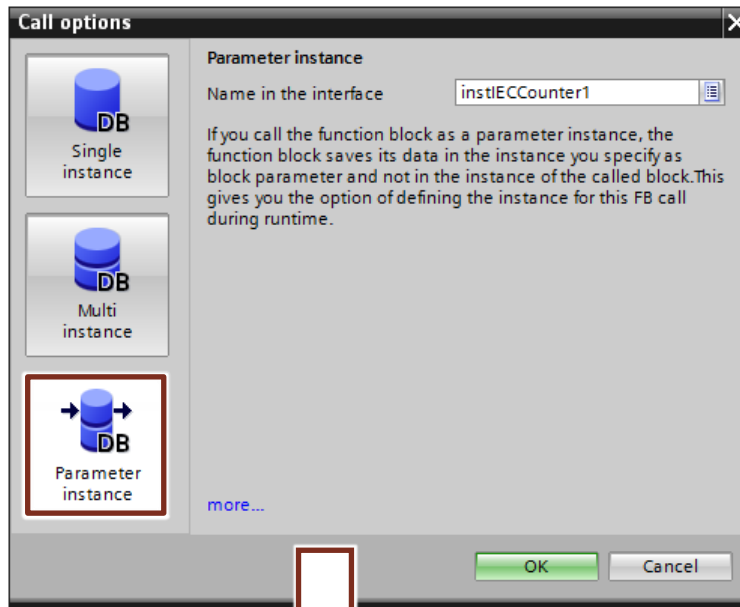 Call options
DB
Single
instance
DB
Multi
instance
DB
Parameter
instance
Parameter instance
Name in the interface
instIECCounter1
If you call the function block as a parameter instance, the
function block saves its data in the instance you specify as
block parameter and not in the instance of the called block.This
gives you the option of defining the instance for this FB call
during runtime.
more...
OK
Cancel